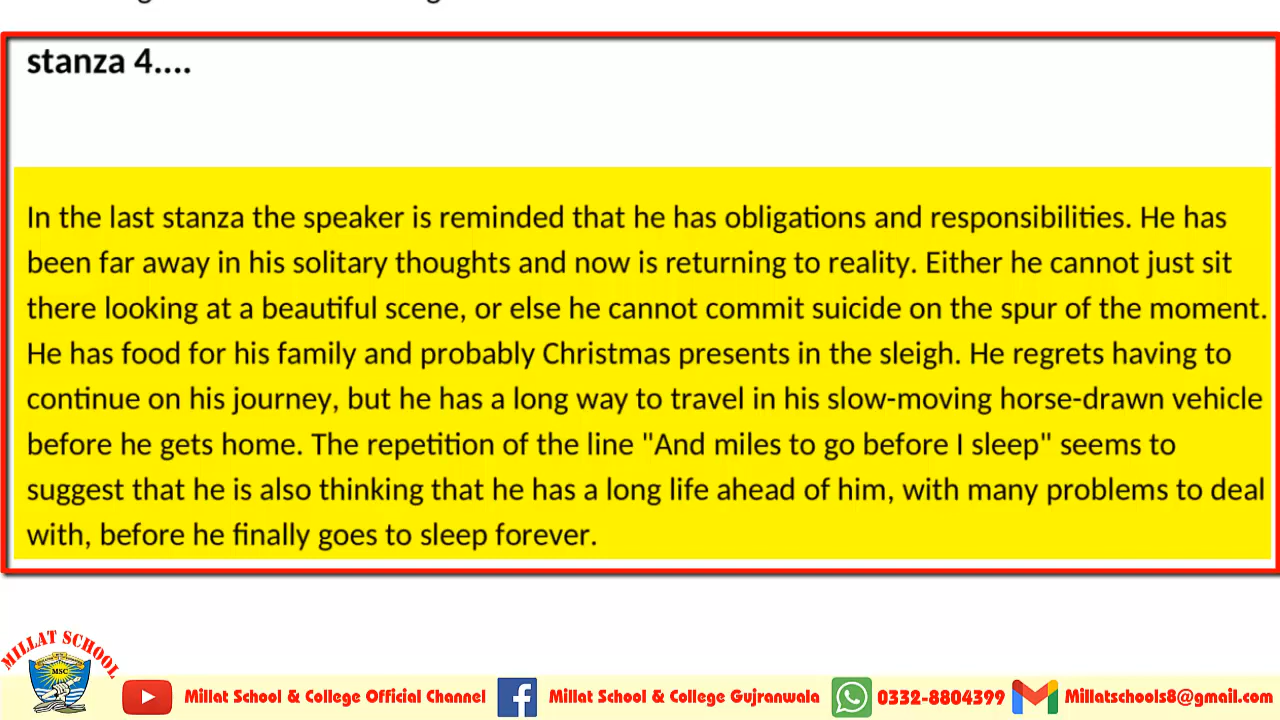 stanza 4....
In the last stanza the speaker is reminded that he has obligations and responsibilities. He has
been far away in his solitary thoughts and now is returning to reality. Either he cannot just sit
there looking at a beautiful scene, or else he cannot commit suicide on the spur of the moment.
He has food for his family and probably Christmas presents in the sleigh. He regrets having to
continue on his journey, but he has a long way to travel in his slow-moving horse-drawn vehicle
before he gets home. The repetition of the line "And miles to go before I sleep" seems to
suggest that he is also thinking that he has a long life ahead of him, with many problems to deal
with, before he finally goes to sleep forever.
MILLAT SCHOOL
MSC
Millat School & College Official Channel
Millat School & College Gujranwala
0332-8804399
Millatschools8@gmail.com